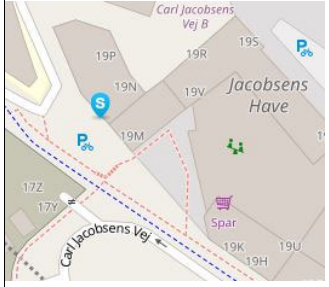 Carl Jacobsens
Vej B
19S
19P
19R
P
19N
19V
Jacobsens
Have
S
P
19M
19
17Z
17Y
Spar
Carl Jacobsens Vej
19K
19U
19H